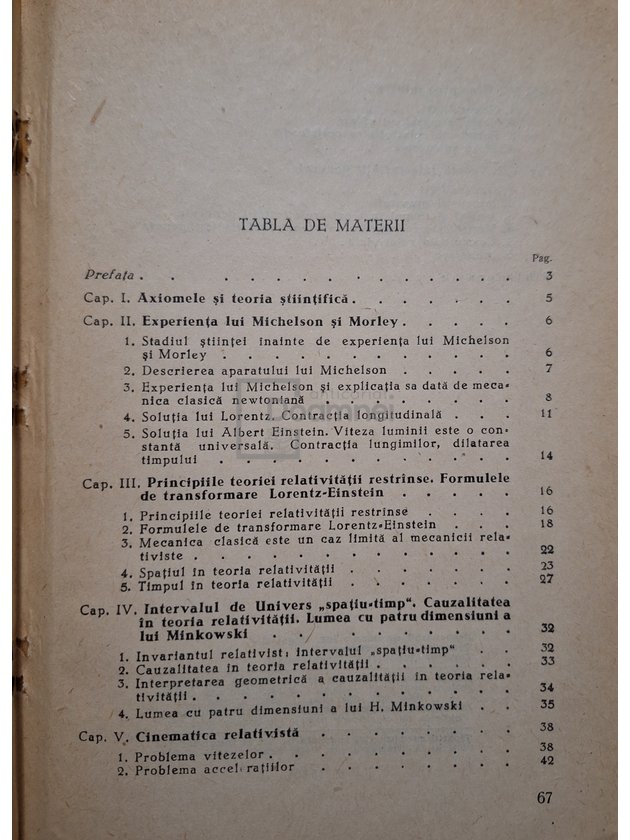 TABLA DE MATERII
Pag.
Prefața . . . . . . . . . . . . . . . 3
Cap. I. Axiomele și teoria științifică. . . . . . . 5
Cap. II. Experiența lui Michelson și Morley . . . . . 6
1. Stadiul științei înainte de experiența lui Michelson
și Morley . . . . . . . . . . . . 6
2. Descrierea aparatului lui Michelson . . . . . 7
3. Experiența lui Michelson și explicația sa dată de meca-
nica clasică newtoniană . . . . . . . . 8
4. Soluția lui Lorentz. Contracția longitudinală . . . 11
5. Soluția lui Albert Einstein. Viteza luminii este o con-
stantă universală. Contracția lungimilor, dilatarea
timpului . . . . . . . . . . . . . 14
Cap. III. Principiile teoriei relativității restrînse. Formulele
de transformare Lorentz-Einstein . . . . . 16
1. Principiile teoriei relativității restrînse . . . . 16
2. Formulele de transformare Lorentz-Einstein . . . 18
3. Mecanica clasică este un caz limită al mecanicii rela-
tiviste . . . . . . . . . . . . . 22
4. Spațiul în teoria relativității . . . . . . 23
5. Timpul în teoria relativității . . . . . . 27
Cap. IV. Intervalul de Univers „spațiu-timp“. Cauzalitatea
în teoria relativității. Lumea cu patru dimensiuni a
lui Minkowski . . . . . . . . . . 32
1. Invariantul relativist: intervalul „spațiu-timp“ . . 32
2. Cauzalitatea în teoria relativității . . . . . 33
3. Interpretarea geometrică a cauzalității în teoria rela-
tivității . . . . . . . . . . . . . 34
4. Lumea cu patru dimensiuni a lui H. Minkowski . . 35
Cap. V. Cinematica relativistă . . . . . . . 38
1. Problema vitezelor . . . . . . . . . 38
2. Problema accelerațiilor . . . . . . . 42
67